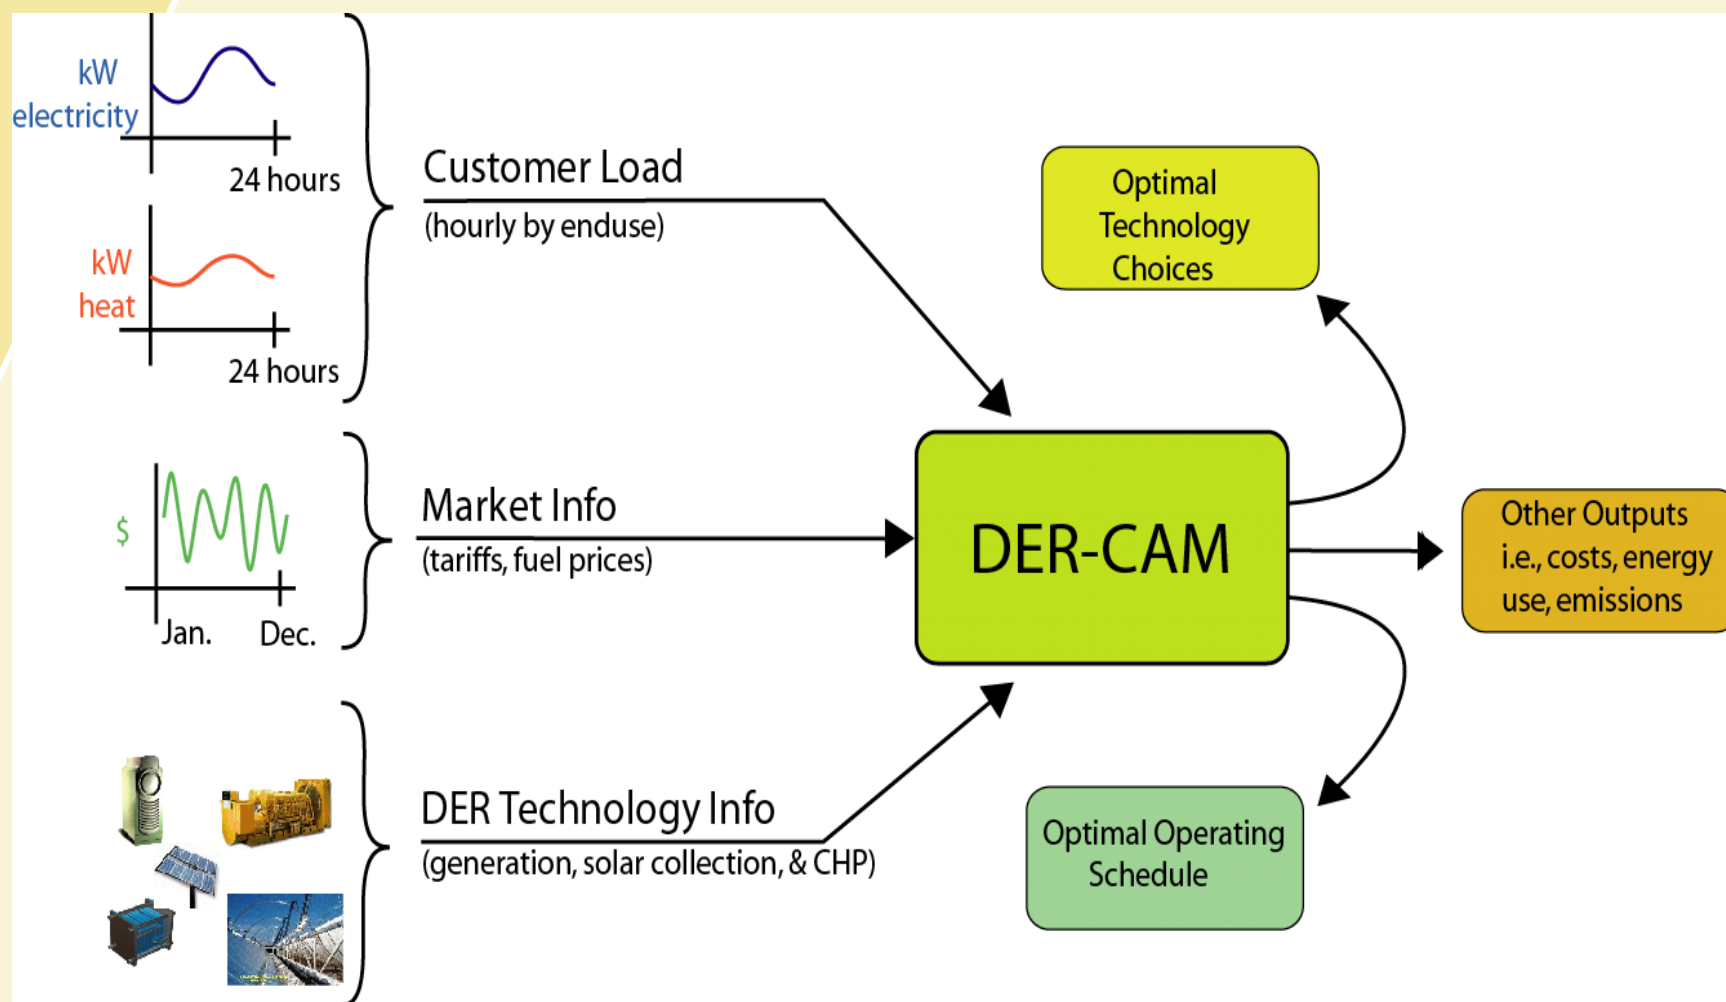 kW
electricity
24 hours
kW
heat
24 hours
Customer Load
(hourly by enduse)
$
Jan.
Dec.
Market Info
(tariffs, fuel prices)
DER Technology Info
(generation, solar collection, & CHP)
DER-CAM
Optimal
Technology
Choices
Other Outputs
i.e., costs, energy
use, emissions
Optimal Operating
Schedule